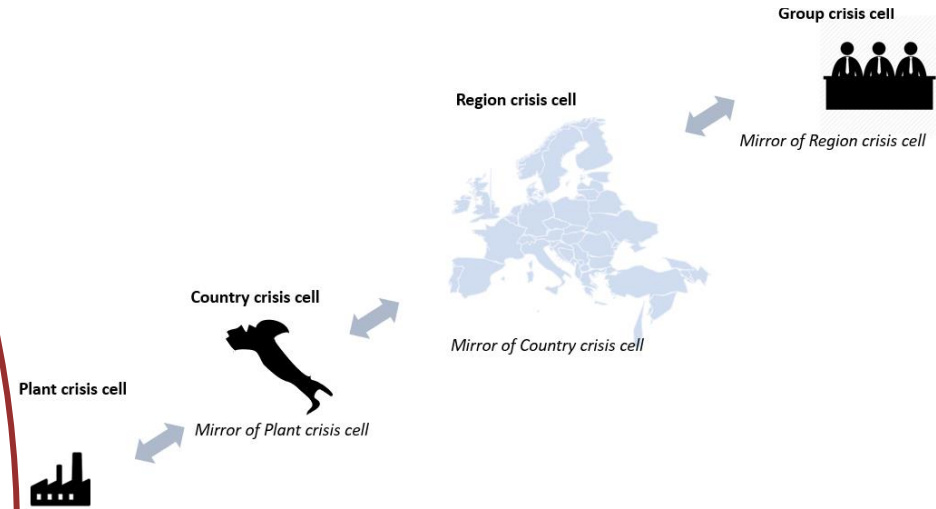 Group crisis cell
Region crisis cell
Mirror of Region crisis cell
Country crisis cell
Mirror of Country crisis cell
Plant crisis cell
Mirror of Plant crisis cell